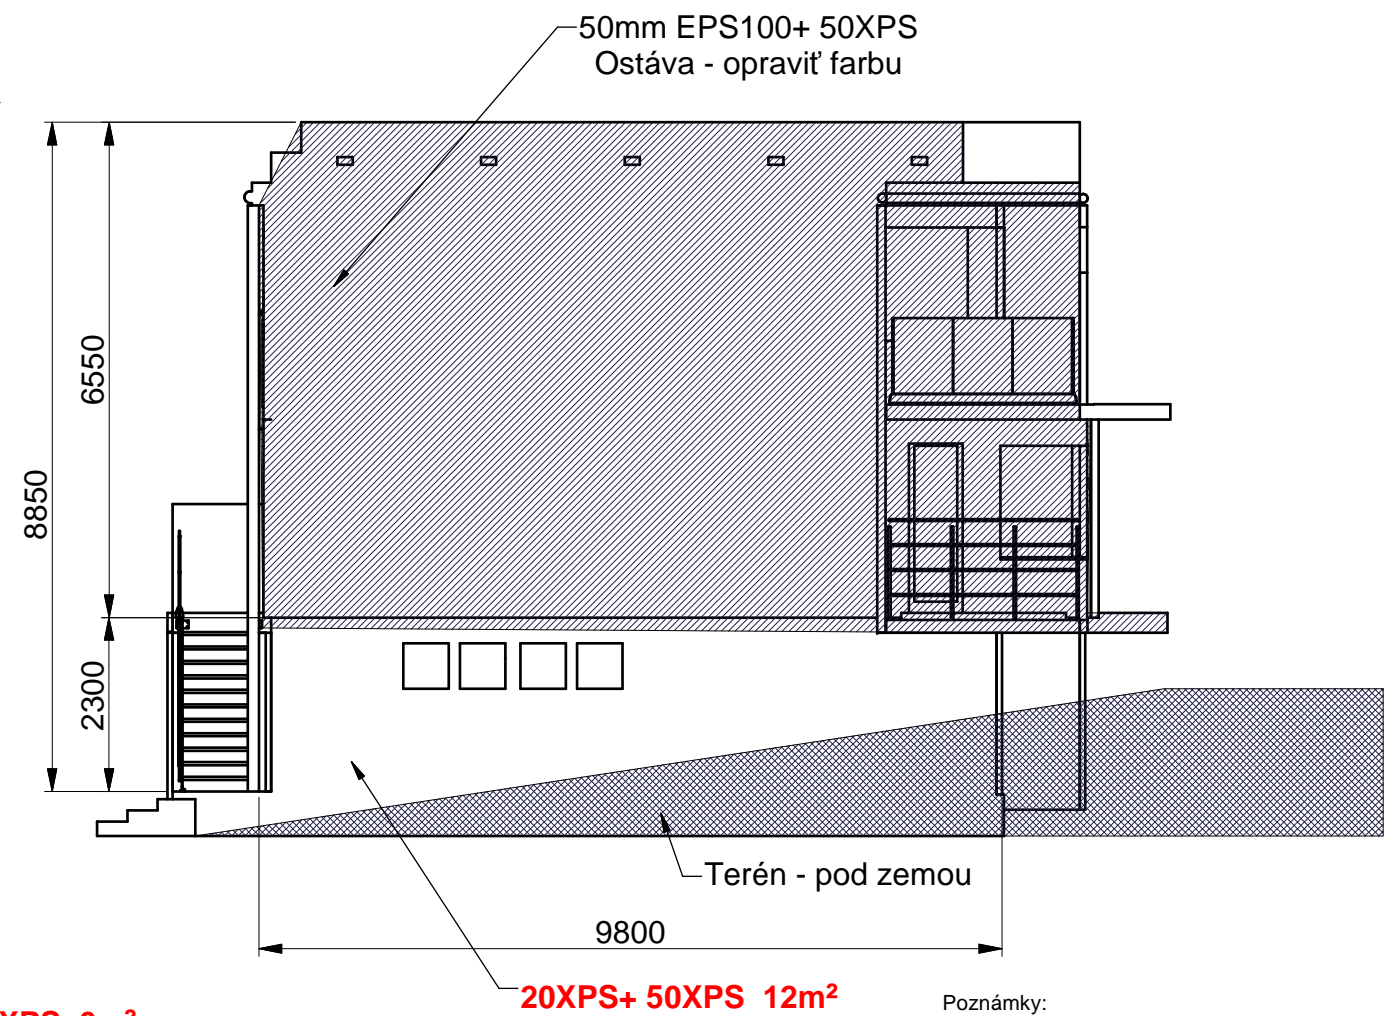 50mm EPS100+ 50XPS
Ostáva - opraviť farbu
6550
8850
2300
Terén - pod zemou
9800
20XPS+ 50XPS  12m²
Poznámky: